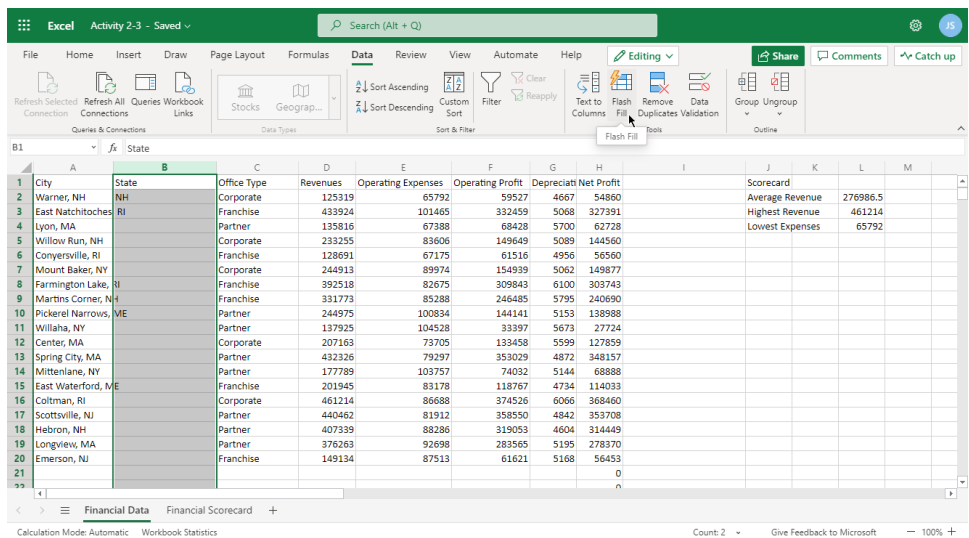 Excel Activity 2-3 - Saved Search (Alt + Q) JS
File Home Insert Draw Page Layout Formulas Data Review View Automate Help Editing Share Comments Catch up
Refresh Selected Connection Refresh All Connections Queries Workbook Links Stocks Geograp... Sort Ascending Sort Descending Custom Sort Filter Clear Reapply Text to Columns Flash Fill Remove Duplicates Data Validation Group Ungroup
Queries & Connections Data Types Sort & Filter Tools Outline
Flash Fill
B1 fx State
A B C D E F G H I J K L M
1 City State Office Type Revenues Operating Expenses Operating Profit Depreciati Net Profit Scorecard
2 Warner, NH NH Corporate 125319 65792 59527 4667 54860 Average Revenue 276986.5
3 East Natchitoches RI Franchise 433924 101465 332459 5068 327391 Highest Revenue 461214
4 Lyon, MA Partner 135816 67388 68428 5700 62728 Lowest Expenses 65792
5 Willow Run, NH Corporate 233255 83606 149649 5089 144560
6 Conyersville, RI Franchise 128691 67175 61516 4956 56560
7 Mount Baker, NY Corporate 244913 89974 154939 5062 149877
8 Farmington Lake, RI Franchise 392518 82675 309843 6100 303743
9 Martins Corner, NH Franchise 331773 85288 246485 5795 240690
10 Pickerel Narrows, ME Partner 244975 100834 144141 5153 138988
11 Willaha, NY Partner 137925 104528 33397 5673 27724
12 Center, MA Corporate 207163 73705 133458 5599 127859
13 Spring City, MA Partner 432326 79297 353029 4872 348157
14 Mittenlane, NY Partner 177789 103757 74032 5144 68888
15 East Waterford, ME Franchise 201945 83178 118767 4734 114033
16 Coltman, RI Corporate 461214 86688 374526 6066 368460
17 Scottsville, NJ Partner 440462 81912 358550 4842 353708
18 Hebron, NH Partner 407339 88286 319053 4604 314449
19 Longview, MA Partner 376263 92698 283565 5195 278370
20 Emerson, NJ Franchise 149134 87513 61621 5168 56453
21 0
22 0
Financial Data Financial Scorecard
Calculation Mode: Automatic Workbook Statistics Count: 2 Give Feedback to Microsoft 100%